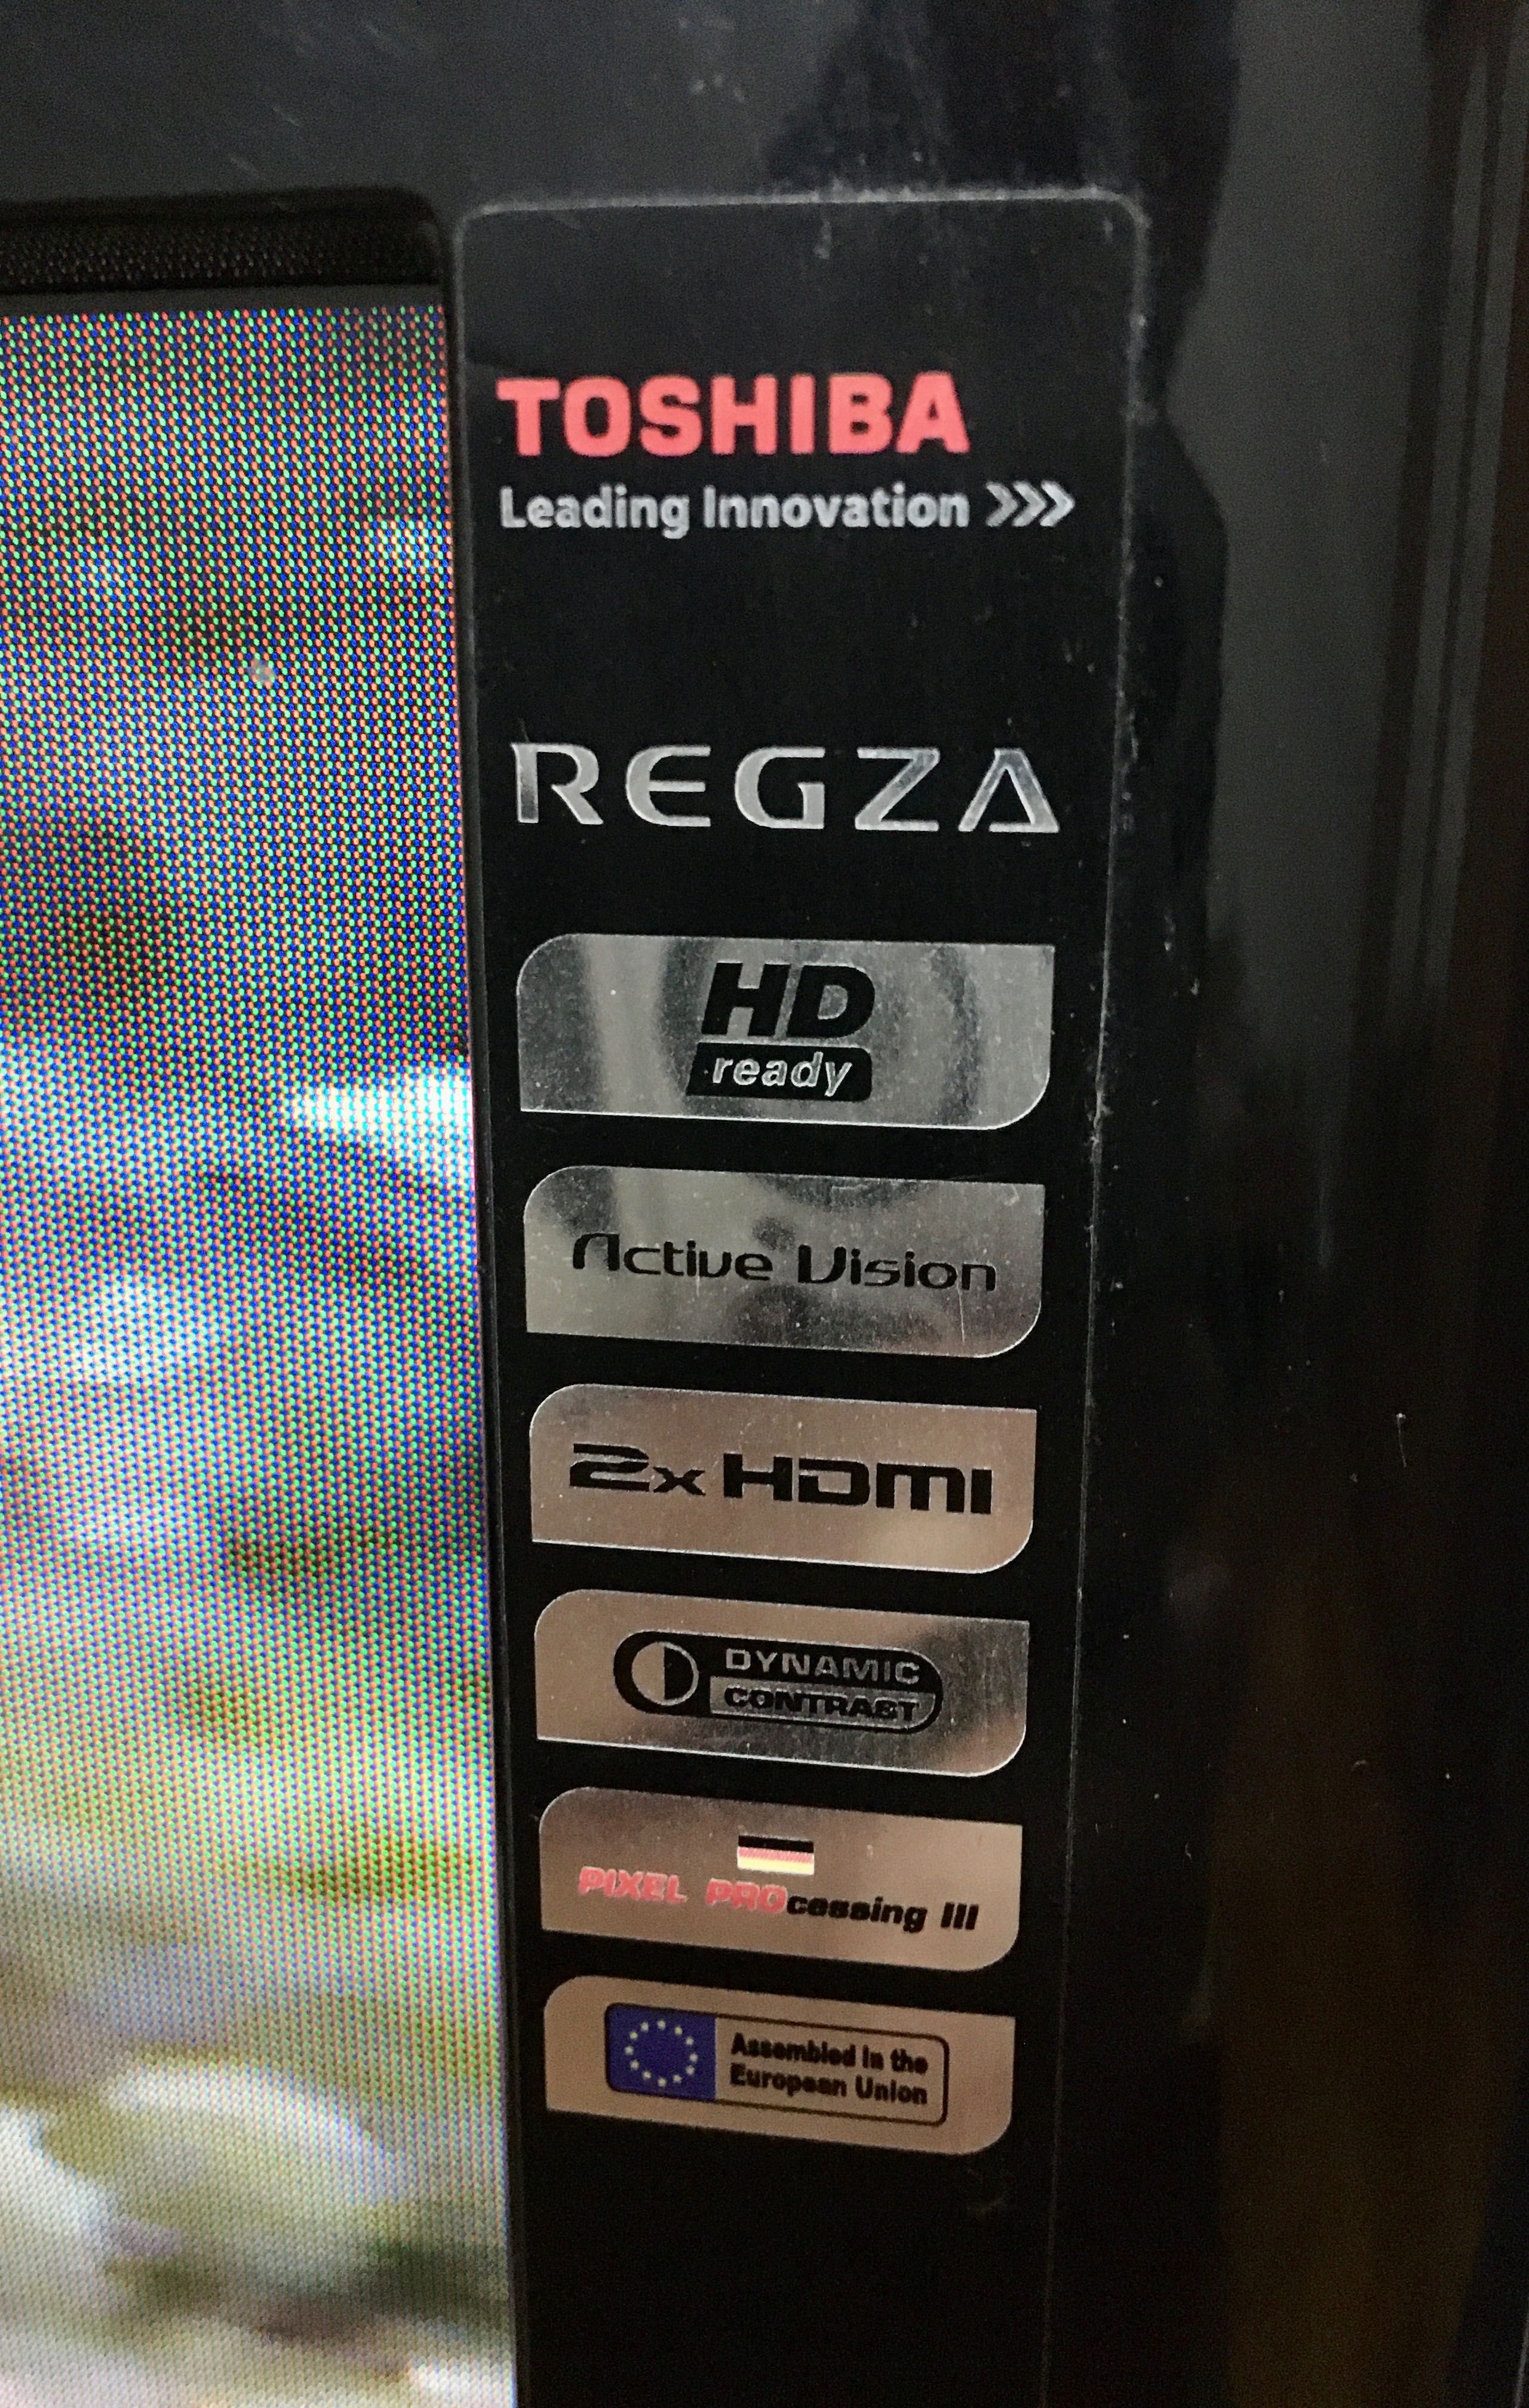 TOSHIBA
Leading Innovation >>>
REGZA
HD
ready
Active Vision
2x HDMI
DYNAMIC
CONTRAST
PIXEL PROcessing III
Assembled in the
European Union